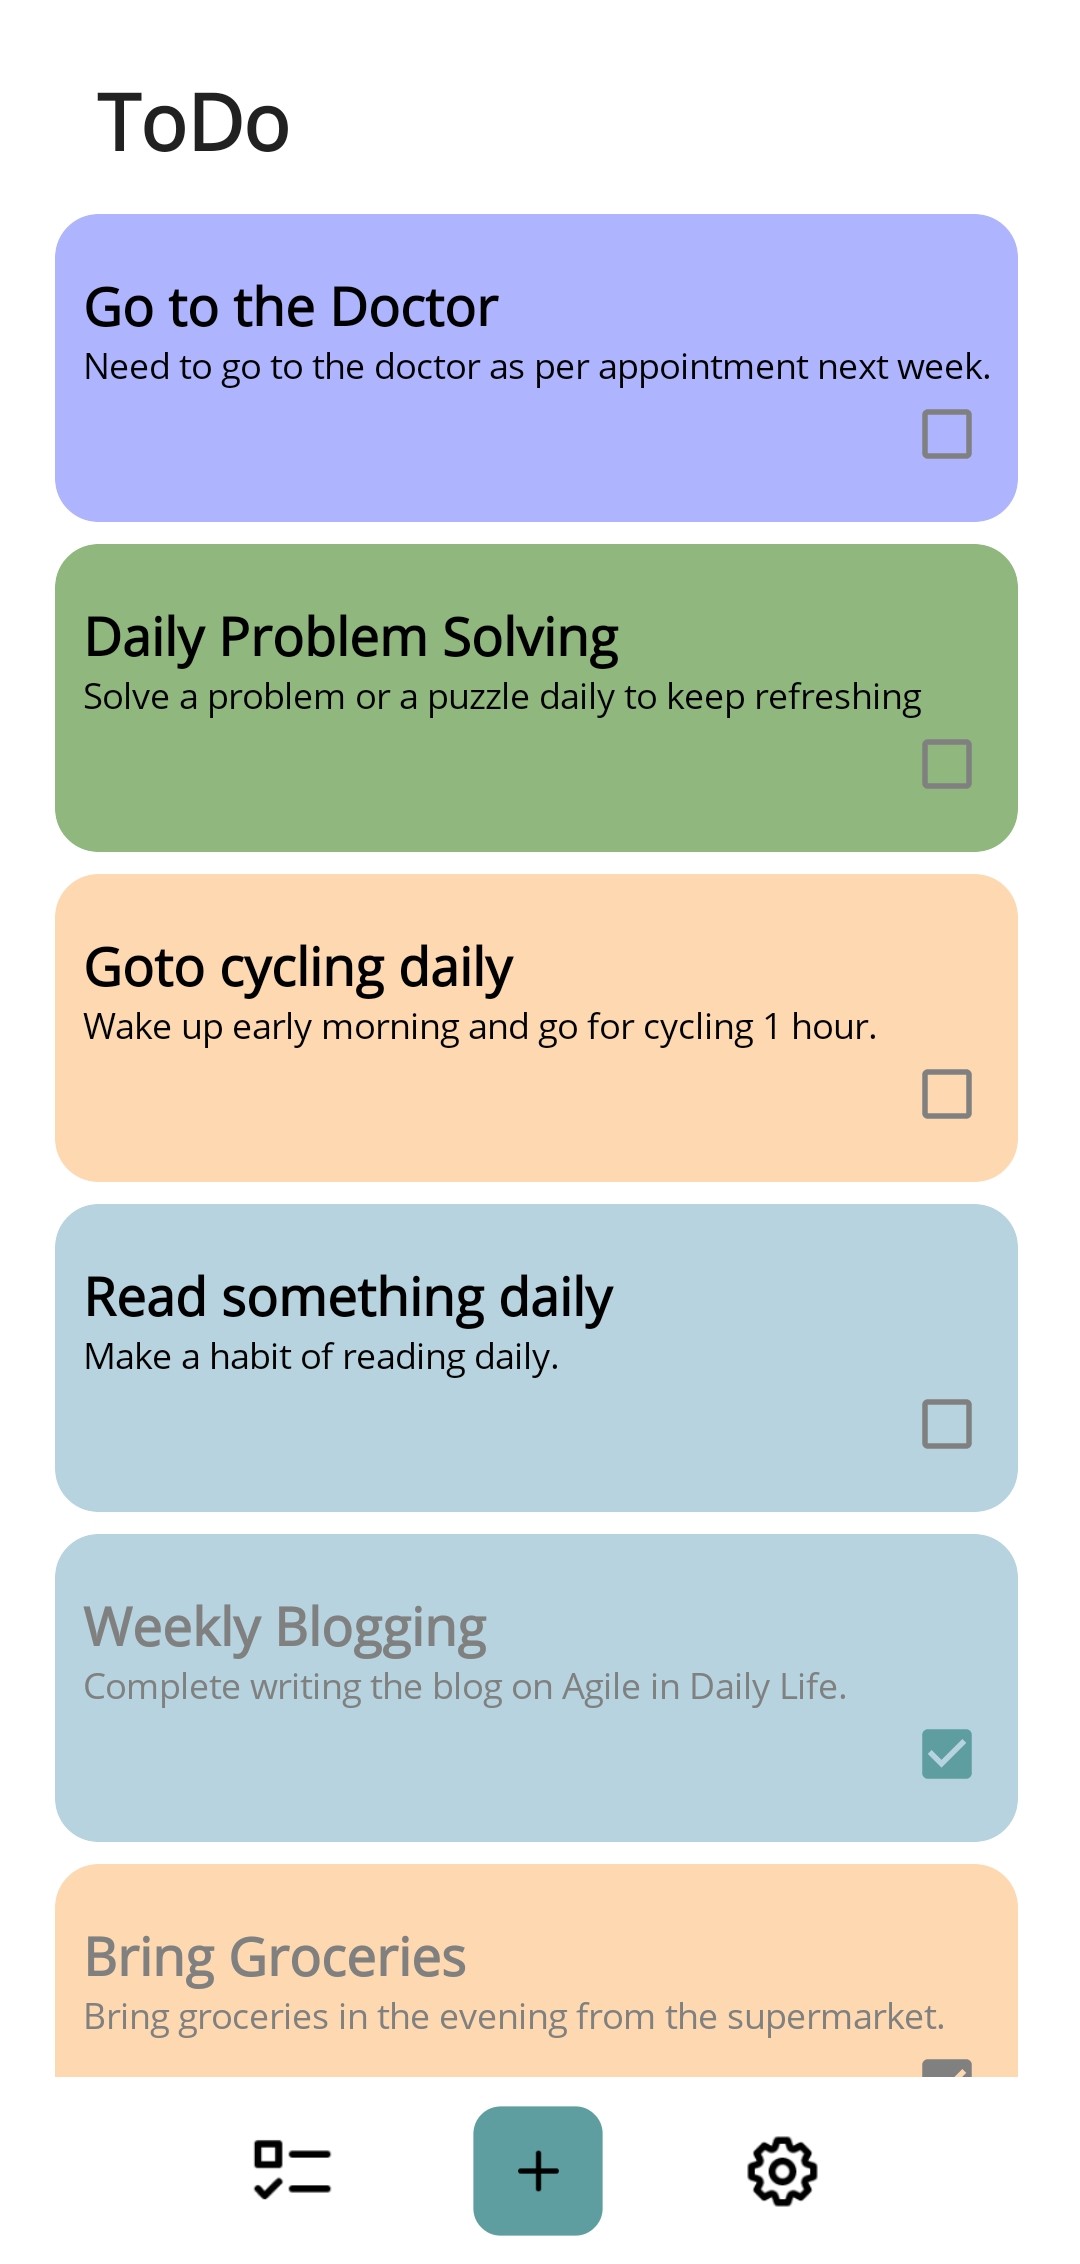 ToDo
Go to the Doctor
Need to go to the doctor as per appointment next week.
Daily Problem Solving
Solve a problem or a puzzle daily to keep refreshing
Goto cycling daily
Wake up early morning and go for cycling 1 hour.
Read something daily
Make a habit of reading daily.
Weekly Blogging
Complete writing the blog on Agile in Daily Life.
Bring Groceries
Bring groceries in the evening from the supermarket.